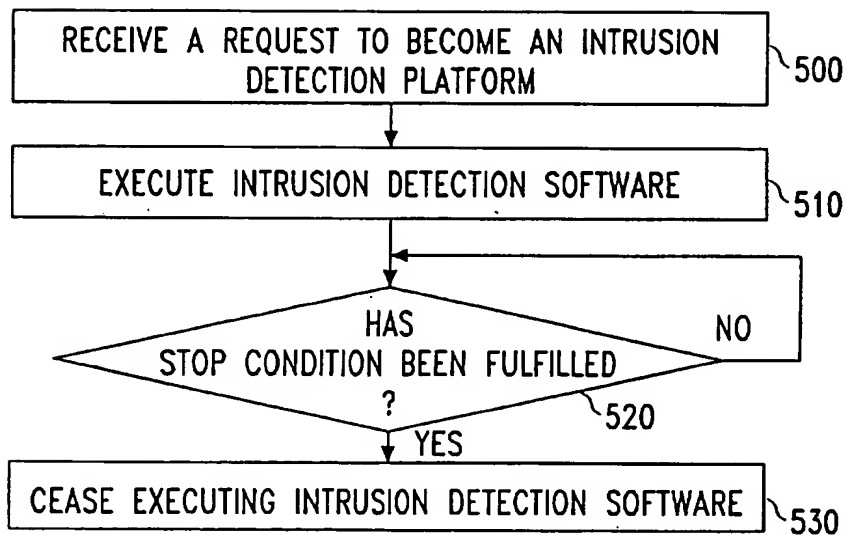 RECEIVE A REQUEST TO BECOME AN INTRUSION
DETECTION PLATFORM
500
EXECUTE INTRUSION DETECTION SOFTWARE
510
HAS
STOP CONDITION BEEN FULFILLED
?
NO
520
YES
CEASE EXECUTING INTRUSION DETECTION SOFTWARE
530